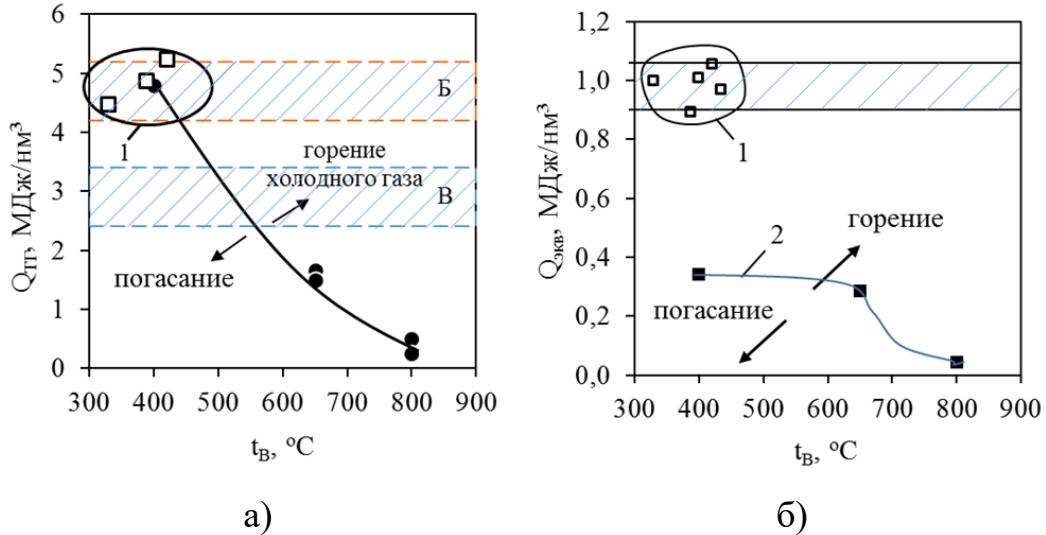 Q_ТГ, МДж/нм³
6
5
4
3
2
1
0
Б
1
горение
холодного газа
В
погасание
300 400 500 600 700 800 900
t_В, °C
а)
Q_экв, МДж/нм³
1,2
1,0
0,8
0,6
0,4
0,2
0,0
1
2
горение
погасание
300 400 500 600 700 800 900
t_В, °C
б)